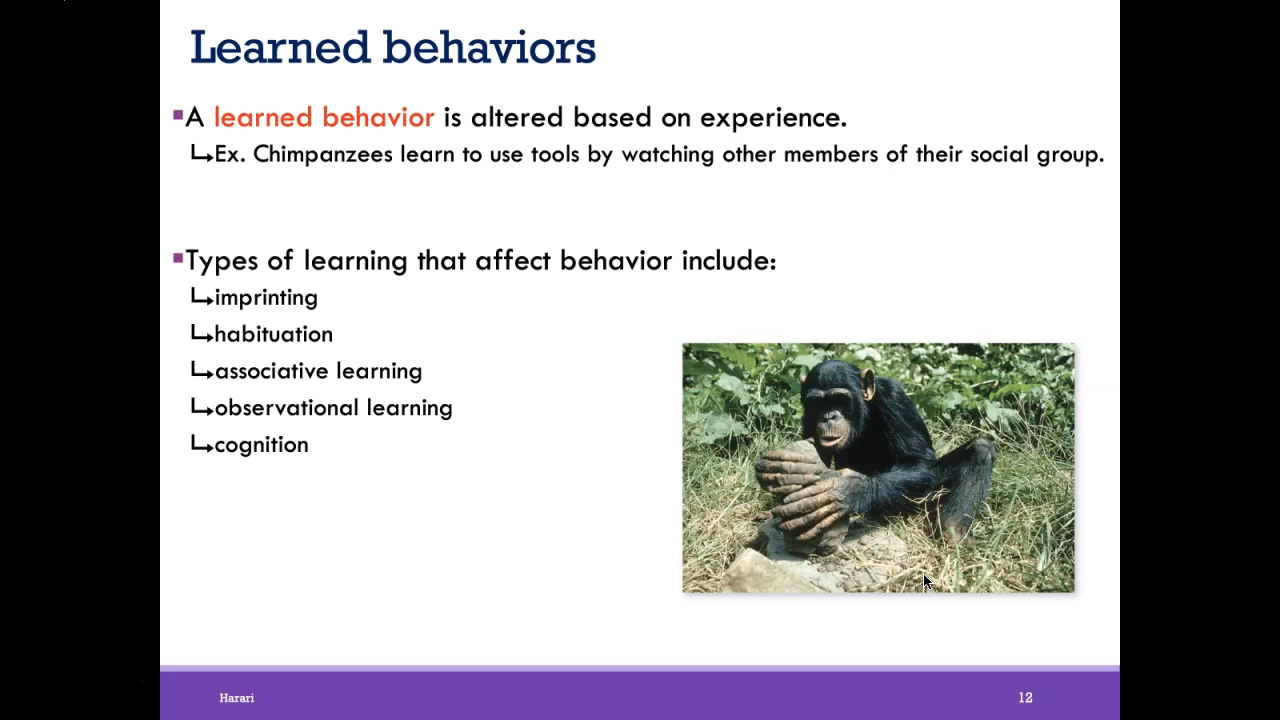 Learned behaviors
A learned behavior is altered based on experience.
Ex. Chimpanzees learn to use tools by watching other members of their social group.
Types of learning that affect behavior include:
imprinting
habituation
associative learning
observational learning
cognition
Harari
12